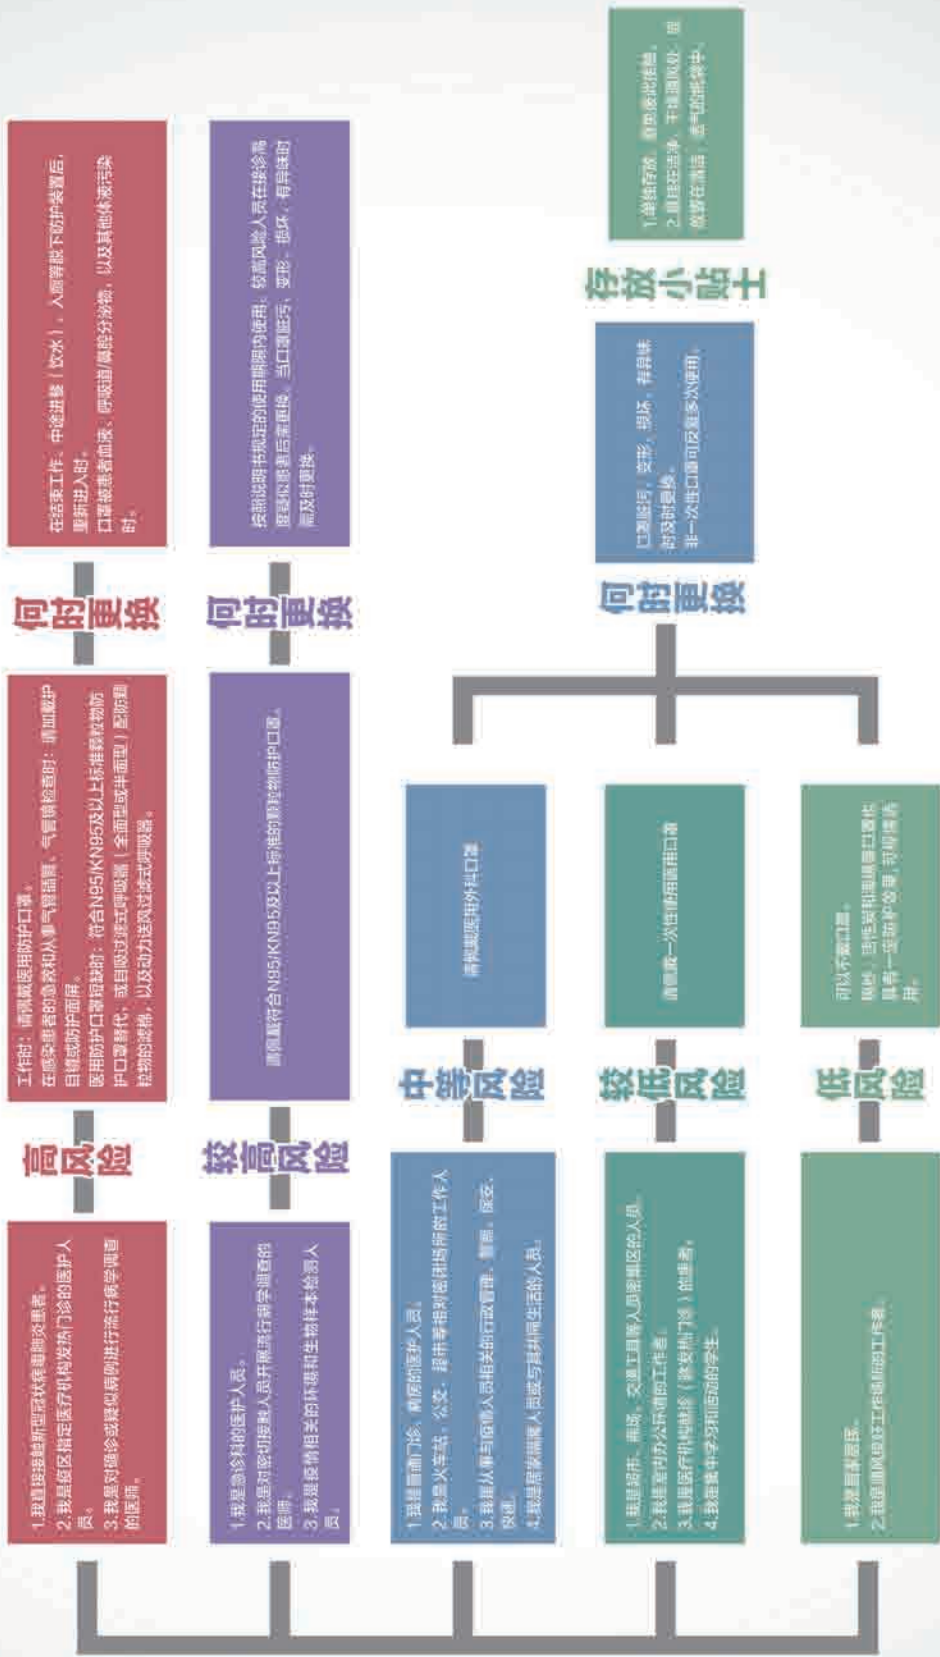 1.我直接接触新型冠状病毒肺炎患者。
2.我是疫区指定医疗机构发热门诊的医护人
员。
3.我是对确诊或疑似病例进行流行病学调查
的医师。
高风险
工作时：请佩戴医用防护口罩。
在感染患者的急救和从事气管插管、气管镜检查时：请加戴护
目镜或防护面屏。
医用防护口罩短缺时：符合N95/KN95及以上标准颗粒物防
护口罩替代，或自吸过滤式呼吸器（全面型或半面型）配防颗
粒物的滤棉，以及动力送风过滤式呼吸器。
何时更换
在结束工作、中途进餐（饮水）、入厕等脱下防护装置后，
重新进入时。
口罩被患者血液、呼吸道/鼻腔分泌物，以及其他体液污染
时。
1.我是急诊科的医护人员。
2.我是对密切接触人员开展流行病学调查的
医师。
3.我是疫情相关的环境和生物样本检测人
员。
较高风险
请佩戴符合N95/KN95及以上标准的颗粒物防护口罩。
何时更换
按照说明书规定的使用期限内使用，较高风险人员在接诊高
度疑似患者后需更换，当口罩脏污、变形、损坏、有异味时
需及时更换。
1.我是普通门诊、病房的医护人员。
2.我是火车站、公交、超市等相对密闭场所的工作人
员。
3.我是从事与疫情人员相关的行政管理、警察、保安、
快递。
4.我是居家隔离人员或与其共同生活的人员。
中等风险
请佩戴医用外科口罩
1.我是超市、商场、交通工具等人员密集区的人员。
2.我是室内办公环境的工作者。
3.我是医疗机构就诊（除发热门诊）的患者。
4.我是集中学习和活动的学生。
较低风险
请佩戴一次性使用医用口罩
1.我是居家居民。
2.我是通风良好工作场所的工作者。
低风险
可以不戴口罩。
棉纱、活性炭和海绵等口罩也
具有一定防护效果，可视情选
用。
何时更换
口罩脏污、变形、损坏、有异味
时及时更换。
非一次性口罩可反复多次使用。
存放小贴士
1.单独存放，避免彼此接触。
2.悬挂在洁净、干燥通风处，或
放置在清洁、透气的纸袋中。